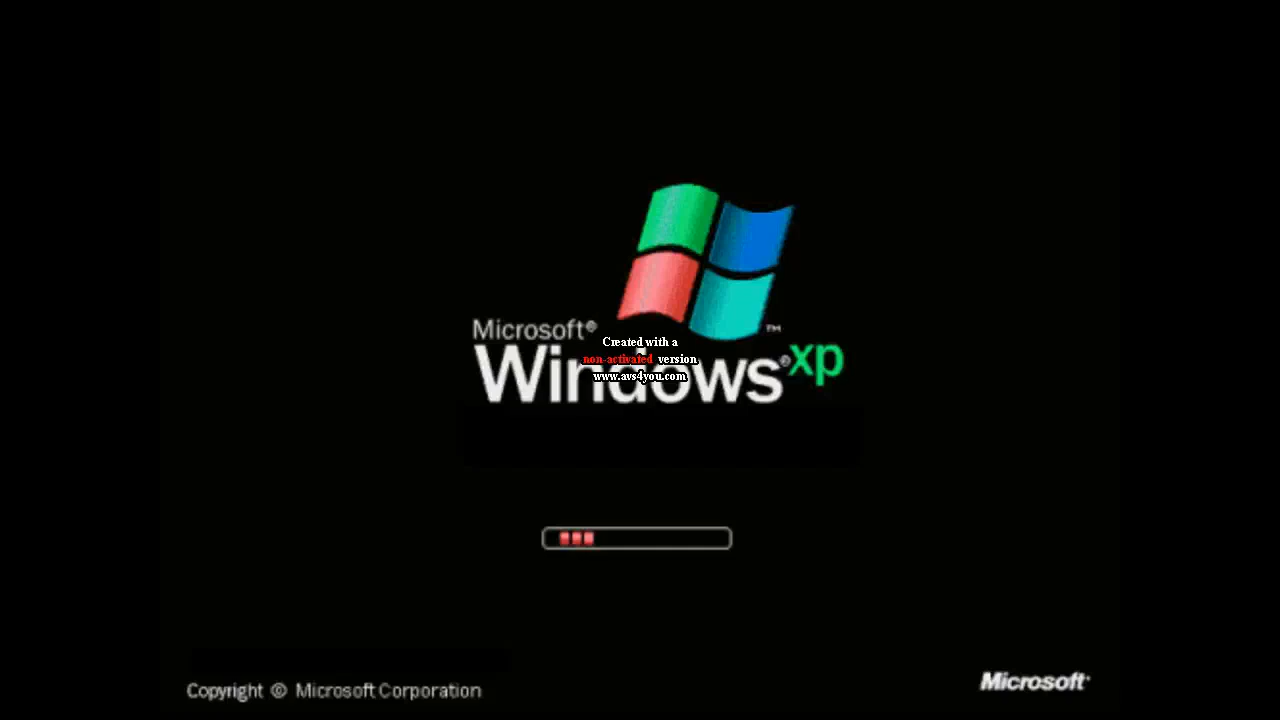 Microsoft®
Windows® xp ™
Created with a
non-activated version
www.avs4you.com
Copyright © Microsoft Corporation
Microsoft®